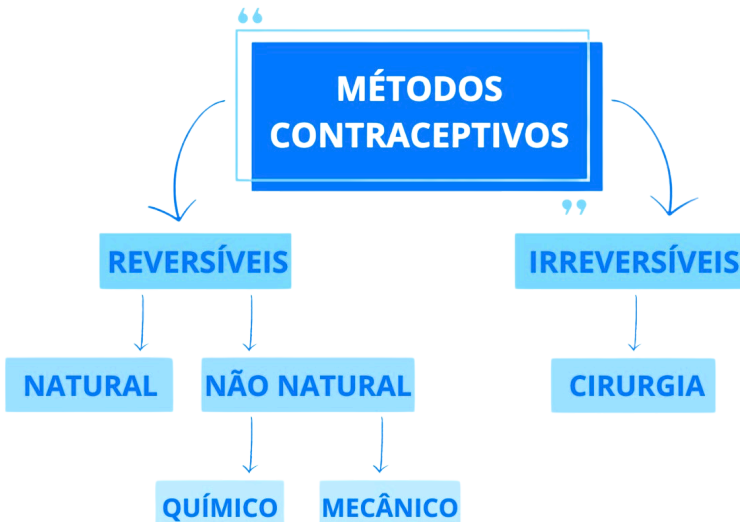 MÉTODOS
CONTRACEPTIVOS
REVERSÍVEIS
IRREVERSÍVEIS
NATURAL
NÃO NATURAL
CIRURGIA
QUÍMICO
MECÂNICO